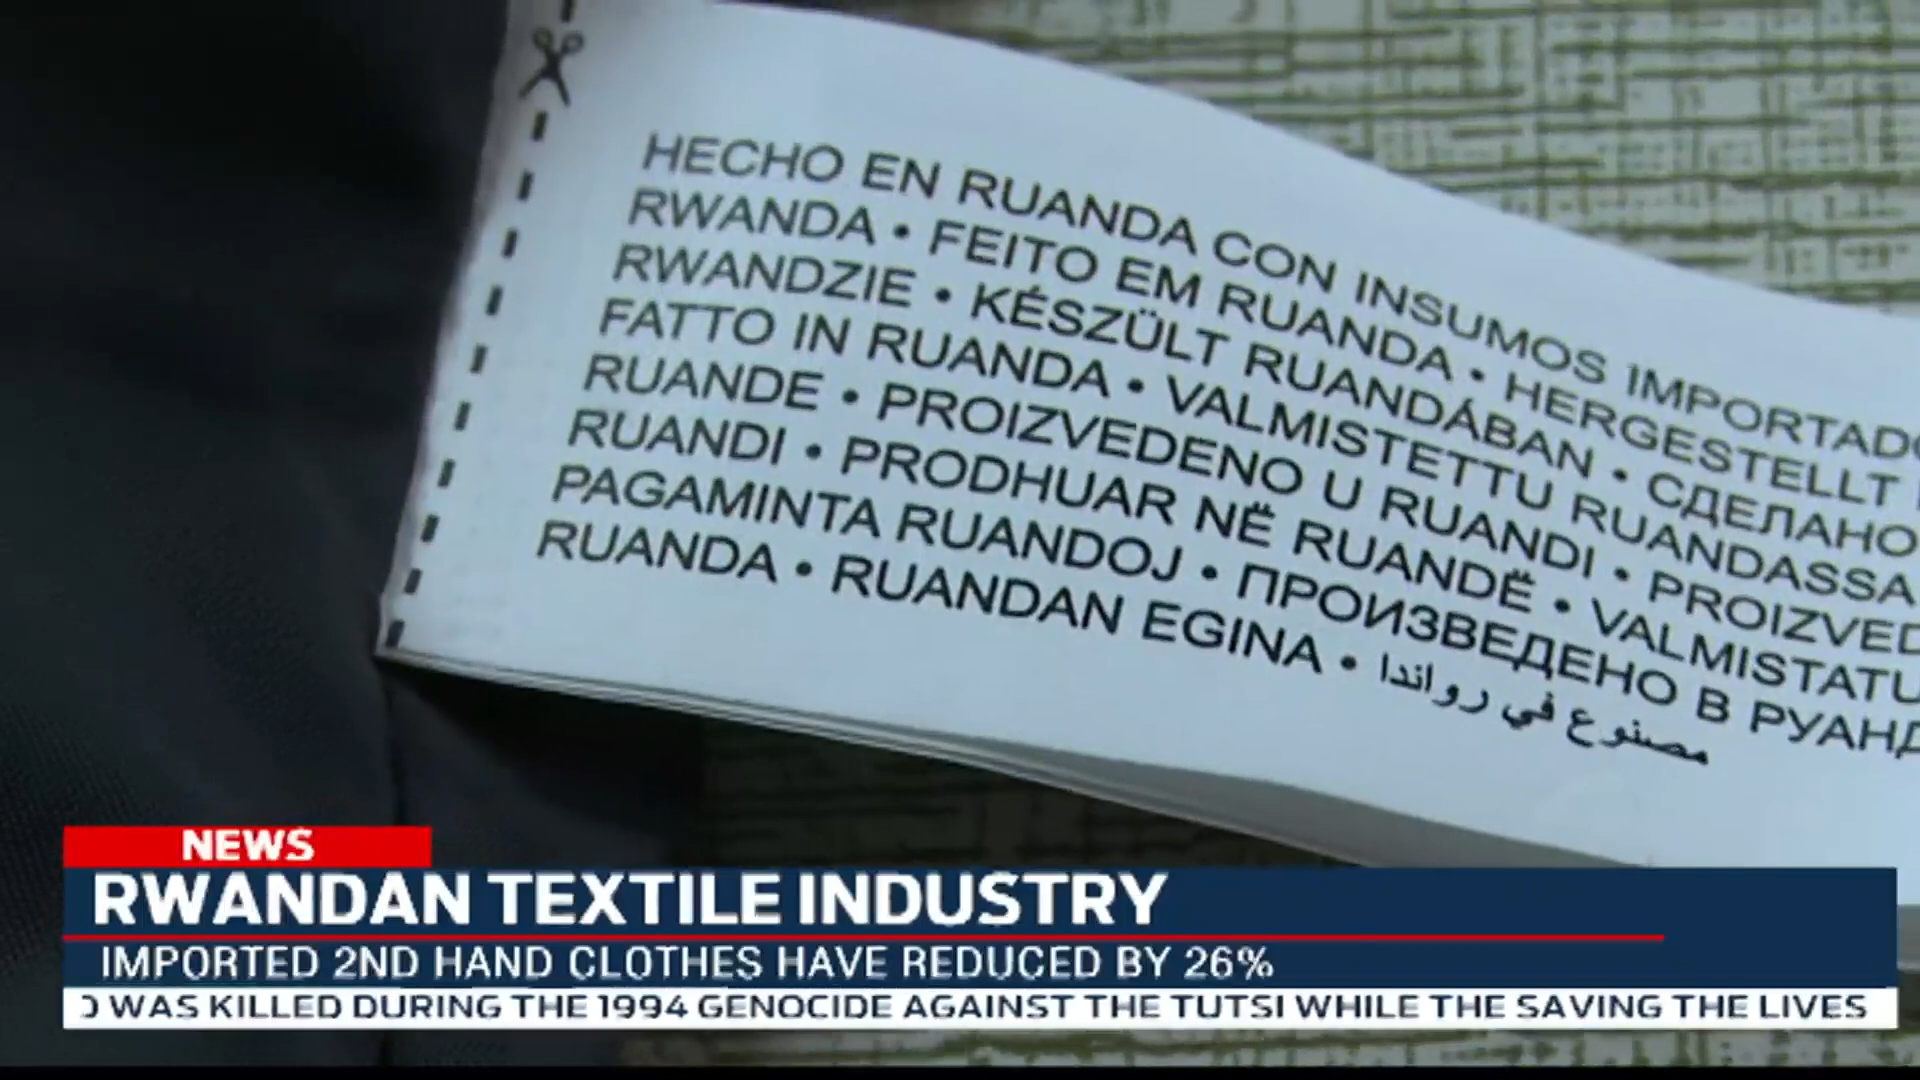 HECHO EN RUANDA CON INSUMOS IMPORTADO
RWANDA • FEITO EM RUANDA • HERGESTELLT
RWANDZIE • KÉSZÜLT RUANDÁBAN • СДЕЛАНО
FATTO IN RUANDA • VALMISTETTU RUANDASSA
RUANDE • PROIZVEDENO U RUANDI • PROIZVED
RUANDI • PRODHUAR NË RUANDË • VALMISTATU
PAGAMINTA RUANDOJ • ПРОИЗВЕДЕНО В РУАНД
RUANDA • RUANDAN EGINA • مصنوع في رواندا
NEWS
RWANDAN TEXTILE INDUSTRY
IMPORTED 2ND HAND CLOTHES HAVE REDUCED BY 26%
WAS KILLED DURING THE 1994 GENOCIDE AGAINST THE TUTSI WHILE THE SAVING THE LIVES